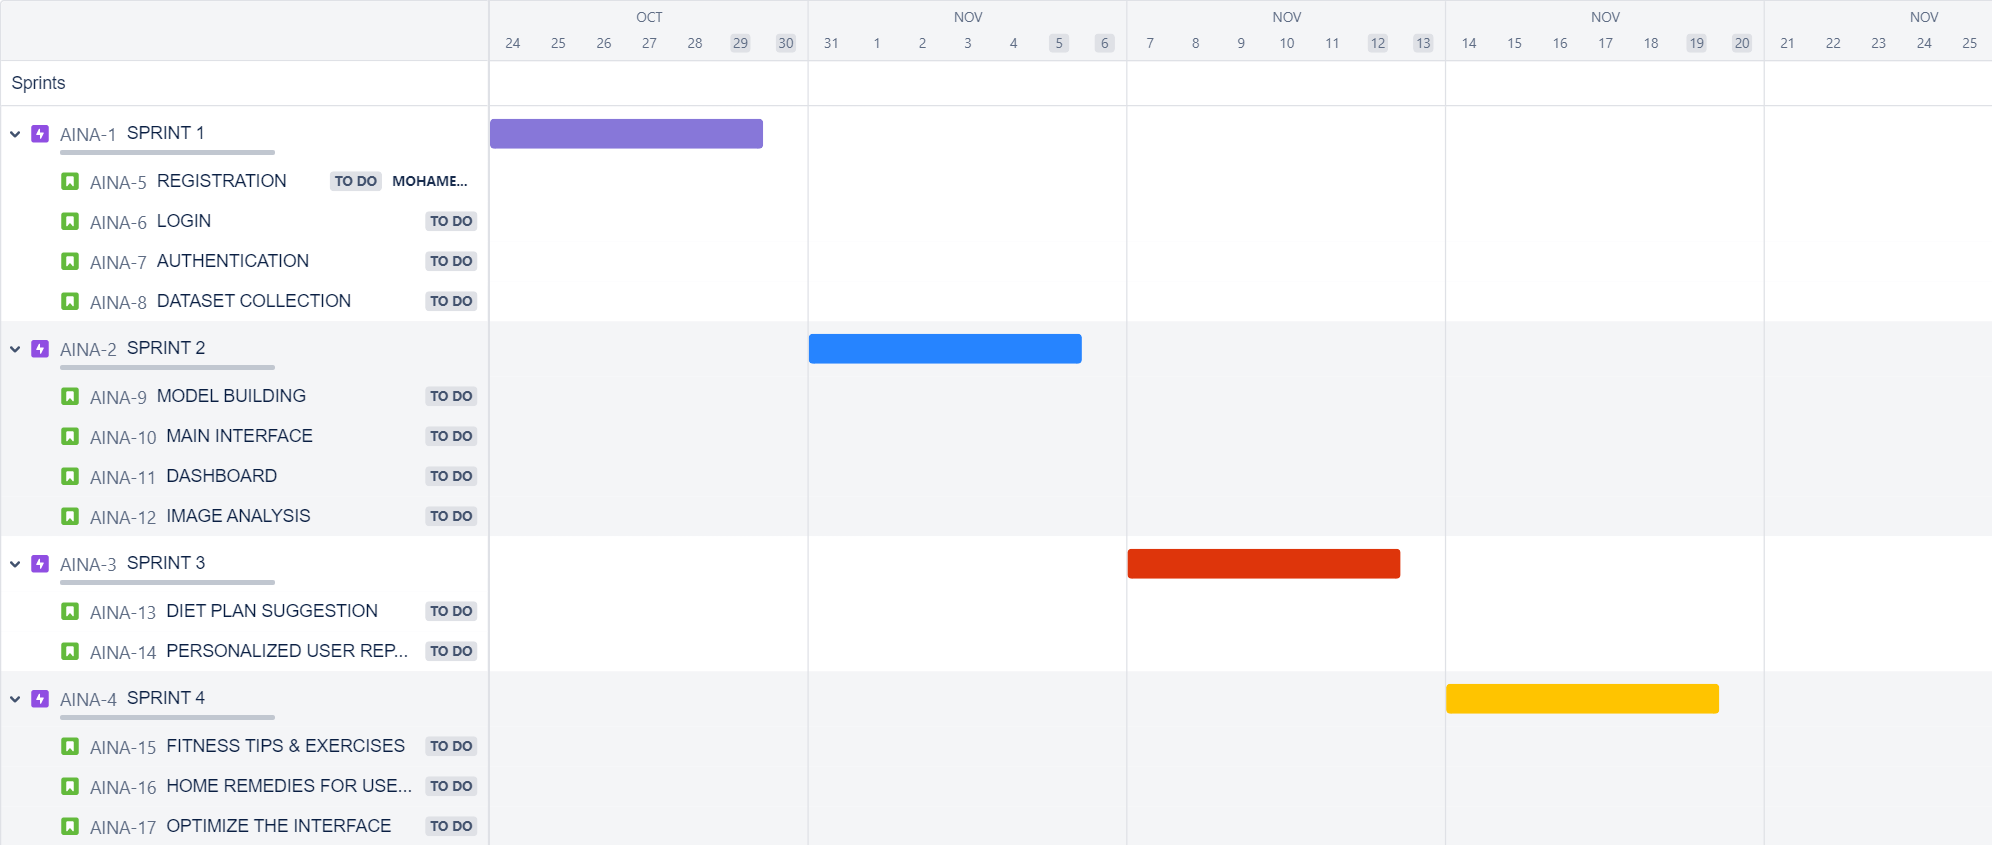 OCT NOV NOV NOV NOV
24 25 26 27 28 29 30 31 1 2 3 4 5 6 7 8 9 10 11 12 13 14 15 16 17 18 19 20 21 22 23 24 25
Sprints
AINA-1 SPRINT 1
AINA-5 REGISTRATION TO DO MOHAME...
AINA-6 LOGIN TO DO
AINA-7 AUTHENTICATION TO DO
AINA-8 DATASET COLLECTION TO DO
AINA-2 SPRINT 2
AINA-9 MODEL BUILDING TO DO
AINA-10 MAIN INTERFACE TO DO
AINA-11 DASHBOARD TO DO
AINA-12 IMAGE ANALYSIS TO DO
AINA-3 SPRINT 3
AINA-13 DIET PLAN SUGGESTION TO DO
AINA-14 PERSONALIZED USER REP... TO DO
AINA-4 SPRINT 4
AINA-15 FITNESS TIPS & EXERCISES TO DO
AINA-16 HOME REMEDIES FOR USE... TO DO
AINA-17 OPTIMIZE THE INTERFACE TO DO